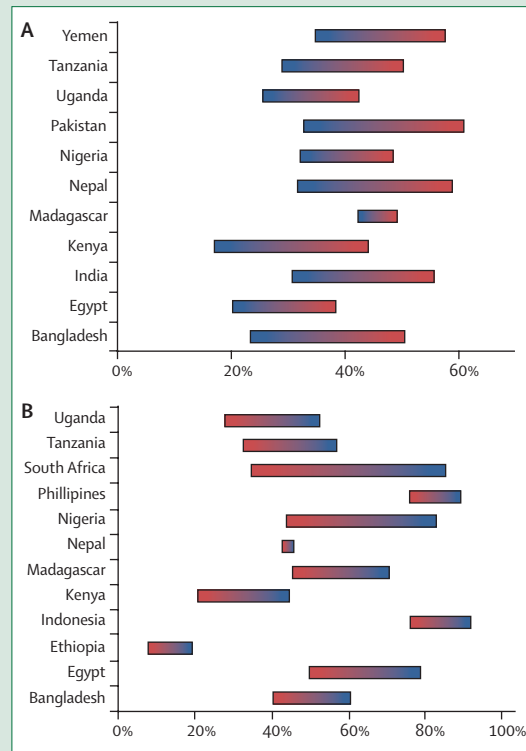 A
Yemen
Tanzania
Uganda
Pakistan
Nigeria
Nepal
Madagascar
Kenya
India
Egypt
Bangladesh
0% 20% 40% 60%
B
Uganda
Tanzania
South Africa
Phillipines
Nigeria
Nepal
Madagascar
Kenya
Indonesia
Ethiopia
Egypt
Bangladesh
0% 20% 40% 60% 80% 100%